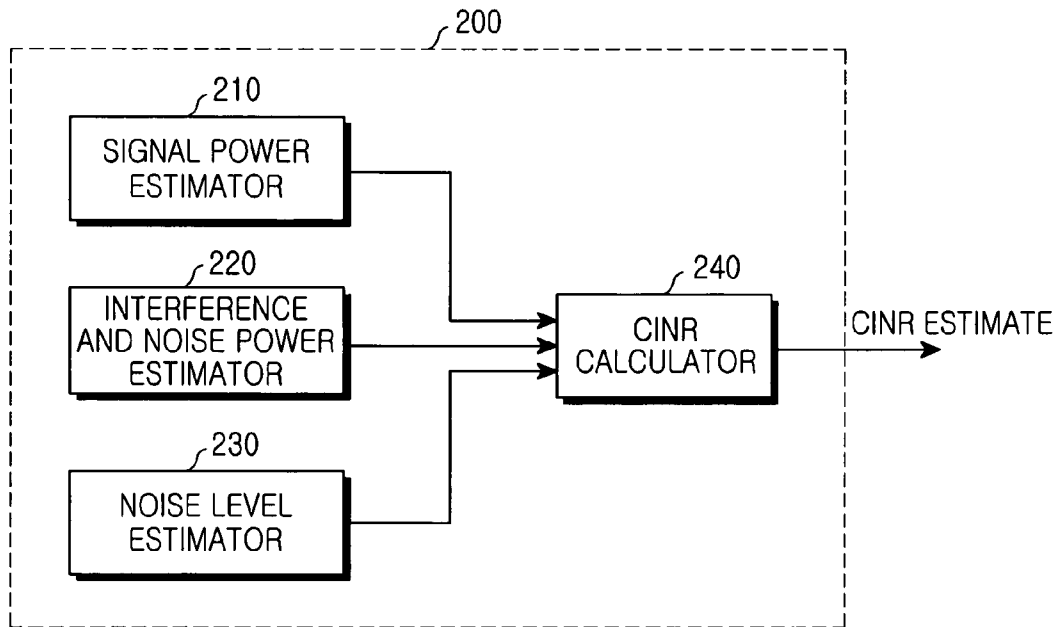 200
210
SIGNAL POWER
ESTIMATOR
220
INTERFERENCE
AND NOISE POWER
ESTIMATOR
230
NOISE LEVEL
ESTIMATOR
240
CINR
CALCULATOR
CINR ESTIMATE